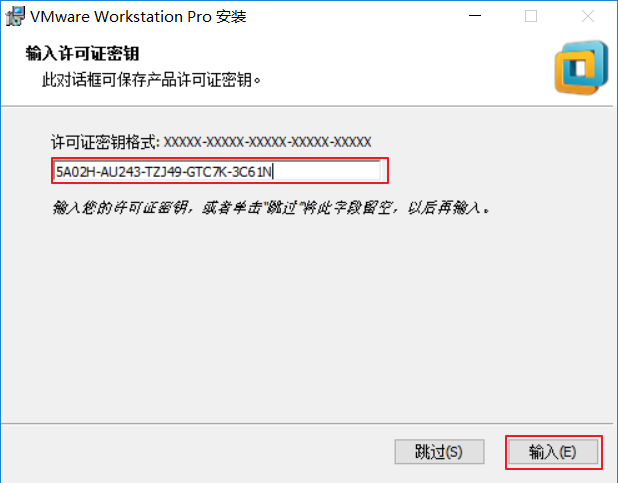 VMware Workstation Pro 安装
输入许可证密钥
此对话框可保存产品许可证密钥。
许可证密钥格式: XXXXX-XXXXX-XXXXX-XXXXX-XXXXX
5A02H-AU243-TZJ49-GTC7K-3C61N
输入您的许可证密钥，或者单击"跳过"将此字段留空，以后再输入。
跳过(S)
输入(E)